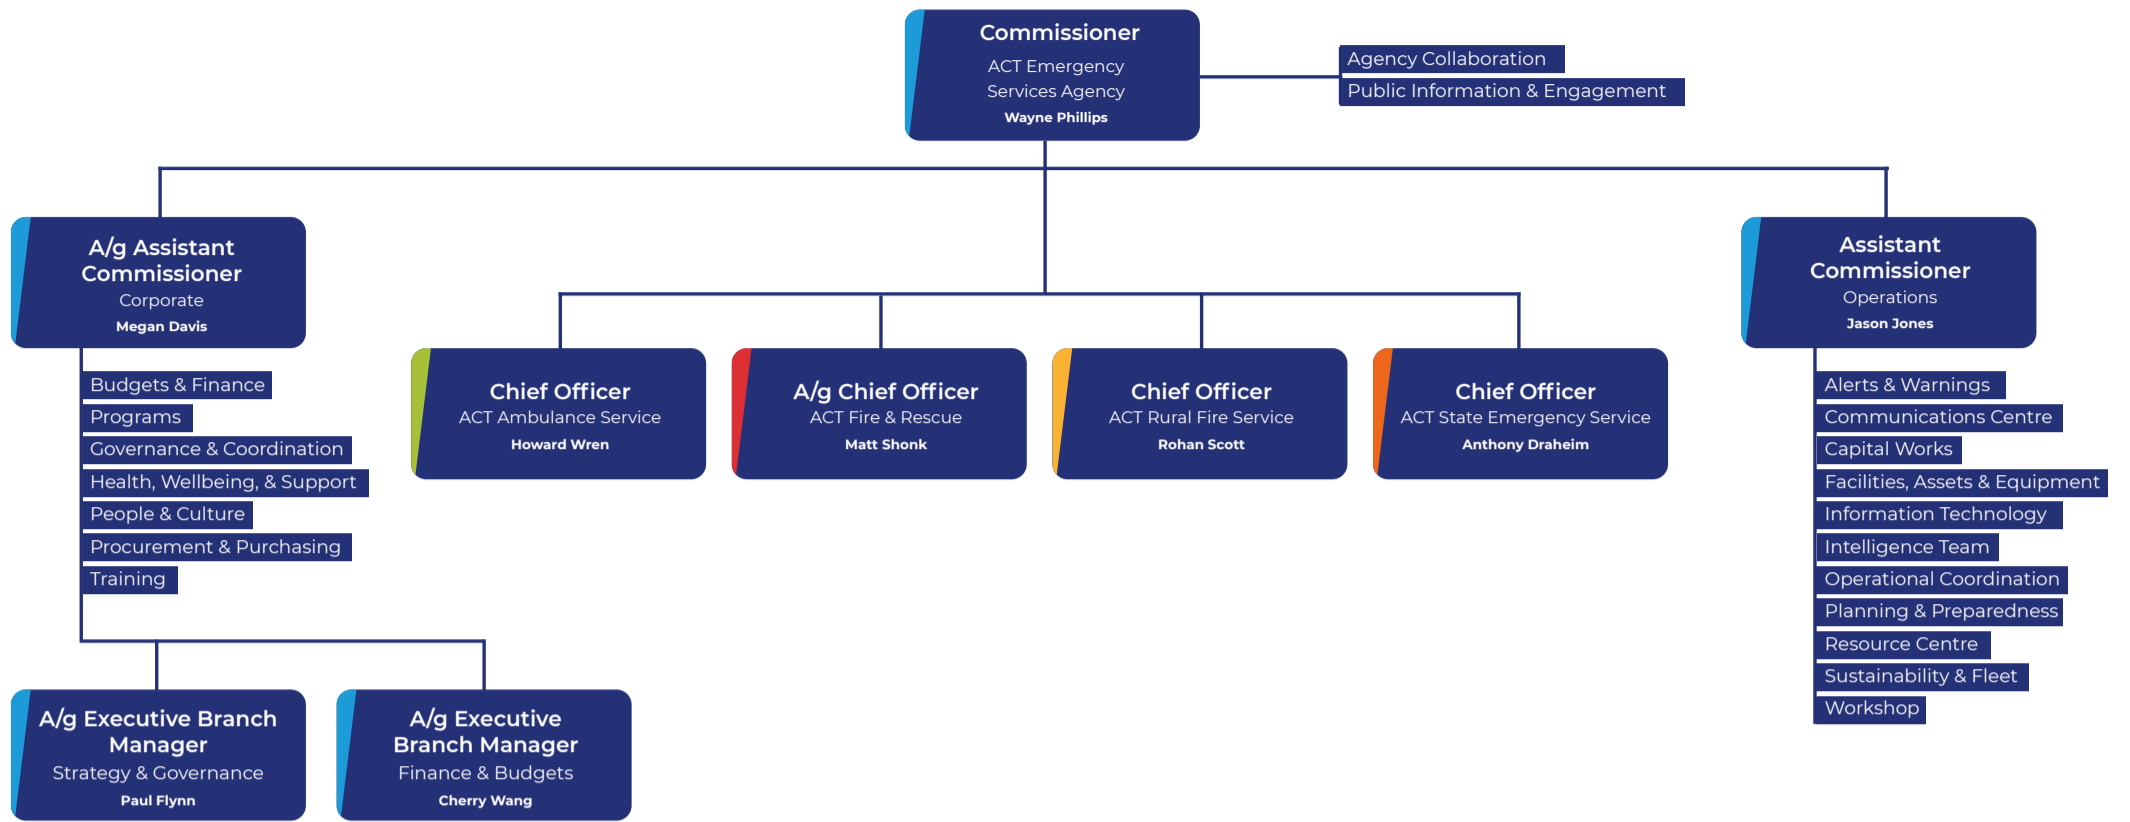 Commissioner
ACT Emergency
Services Agency
Wayne Phillips
Agency Collaboration
Public Information & Engagement
A/g Assistant
Commissioner
Corporate
Megan Davis
Budgets & Finance
Programs
Governance & Coordination
Health, Wellbeing, & Support
People & Culture
Procurement & Purchasing
Training
A/g Executive Branch
Manager
Strategy & Governance
Paul Flynn
A/g Executive
Branch Manager
Finance & Budgets
Cherry Wang
Chief Officer
ACT Ambulance Service
Howard Wren
A/g Chief Officer
ACT Fire & Rescue
Matt Shonk
Chief Officer
ACT Rural Fire Service
Rohan Scott
Chief Officer
ACT State Emergency Service
Anthony Draheim
Assistant
Commissioner
Operations
Jason Jones
Alerts & Warnings
Communications Centre
Capital Works
Facilities, Assets & Equipment
Information Technology
Intelligence Team
Operational Coordination
Planning & Preparedness
Resource Centre
Sustainability & Fleet
Workshop